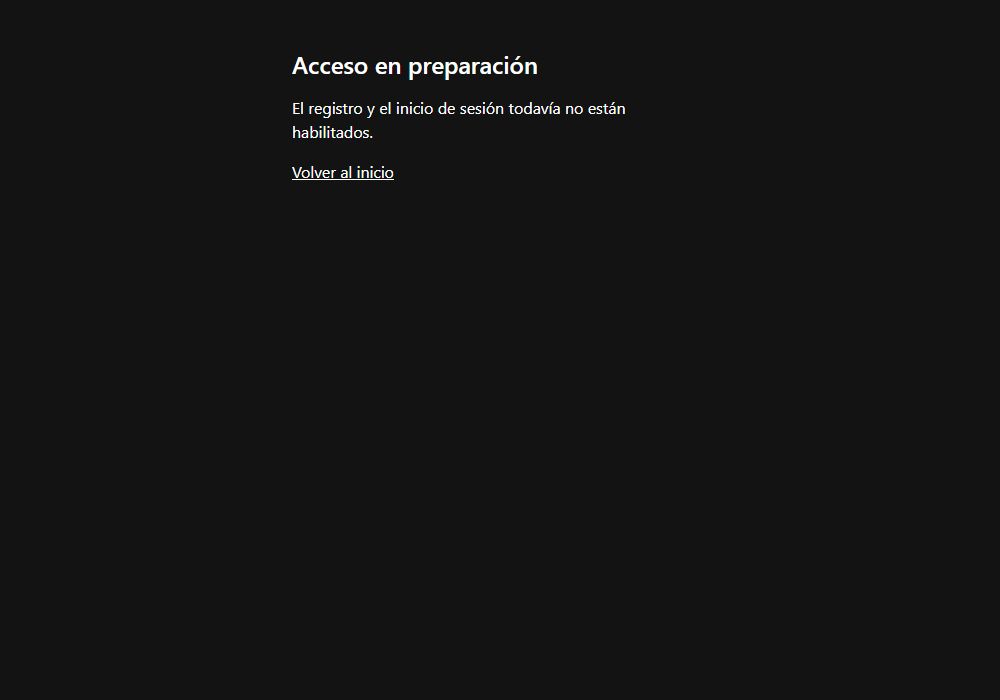 Acceso en preparación
El registro y el inicio de sesión todavía no están
habilitados.
Volver al inicio